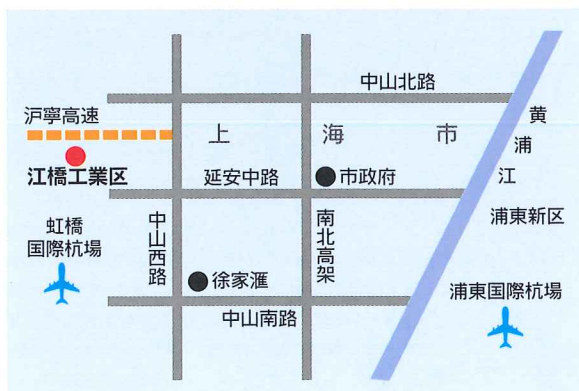 中山北路
沪寧高速
上海市
黄浦江
江橋工業区
延安中路
市政府
浦東新区
虹橋
国際杭場
中山西路
南北高架
徐家滙
浦東国際杭場
中山南路